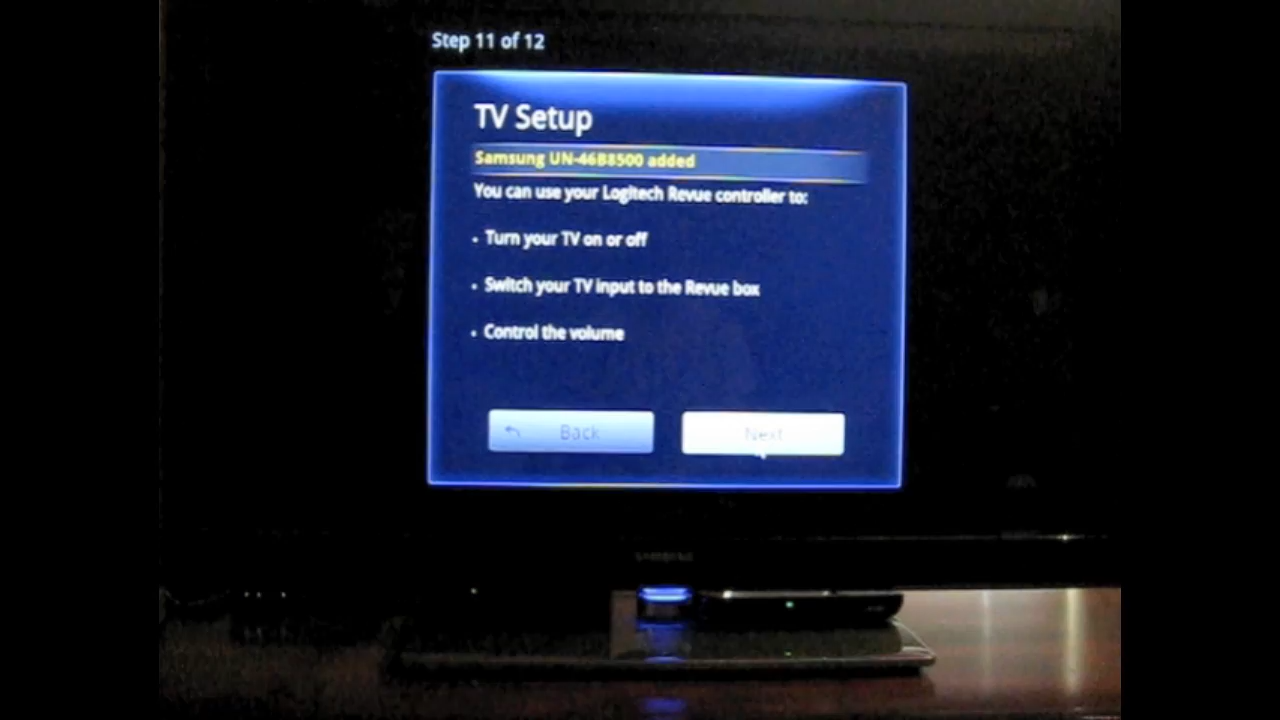 Step 11 of 12
TV Setup
Samsung UN-46B8500 added
You can use your Logitech Revue controller to:
• Turn your TV on or off
• Switch your TV input to the Revue box
• Control the volume
Back
Next
SAMSUNG